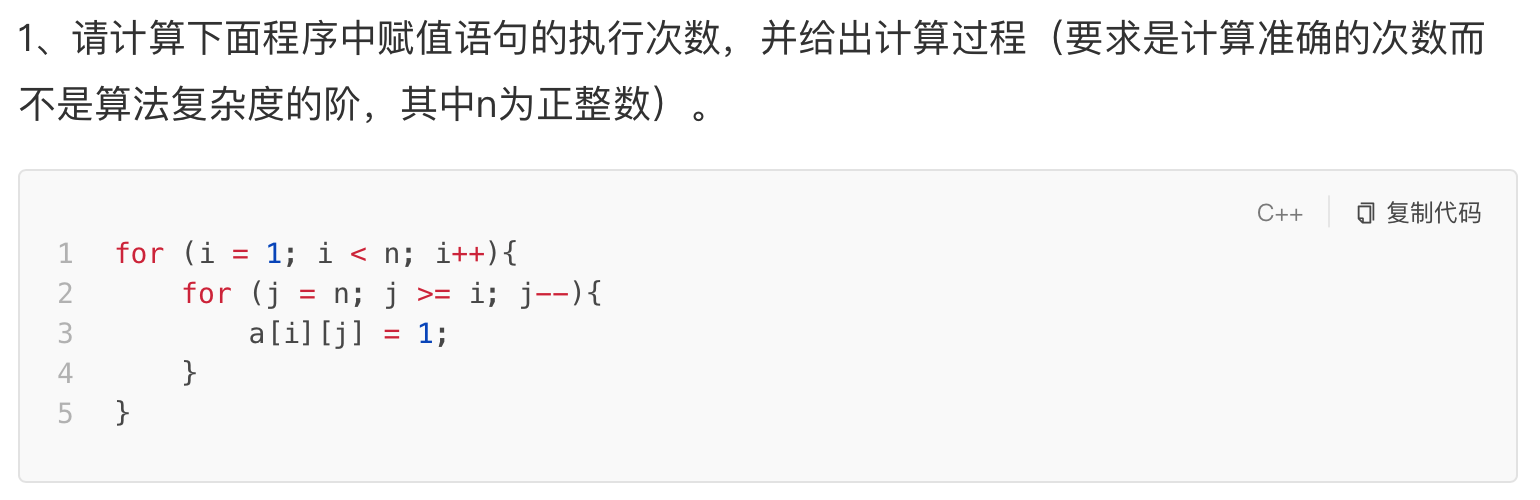 1、请计算下面程序中赋值语句的执行次数，并给出计算过程（要求是计算准确的次数而
不是算法复杂度的阶，其中n为正整数）。
C++ 复制代码
1 for (i = 1; i < n; i++){
2     for (j = n; j >= i; j--){
3         a[i][j] = 1;
4     }
5 }